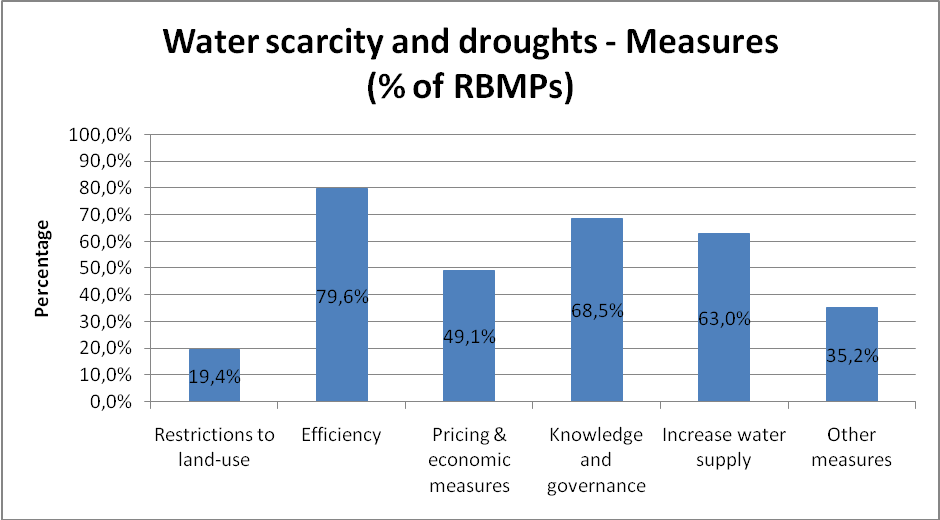 Water scarcity and droughts - Measures
(% of RBMPs)
Percentage
100,0%
90,0%
80,0%
70,0%
60,0%
50,0%
40,0%
30,0%
20,0%
10,0%
0,0%
19,4%
79,6%
49,1%
68,5%
63,0%
35,2%
Restrictions to
land-use
Efficiency
Pricing &
economic
measures
Knowledge
and
governance
Increase water
supply
Other
measures